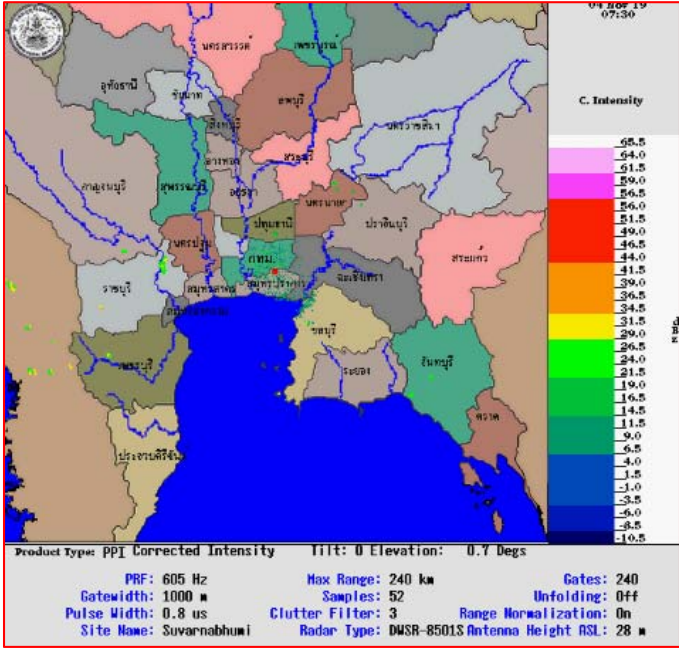 04 Nov 19
07:30
นครสวรรค์
เพชรบูรณ์
อุทัยธานี
ชัยนาท
ลพบุรี
สิงห์บุรี
นครราชสีมา
อ่างทอง
สระบุรี
กาญจนบุรี
สุพรรณบุรี
อยุธยา
นครนายก
ปทุมธานี
ปราจีนบุรี
นครปฐม
กทม.
สระแก้ว
ราชบุรี
สมุทรสาคร
สมุทรปราการ
ฉะเชิงเทรา
ชลบุรี
เพชรบุรี
ระยอง
จันทบุรี
ตราด
ประจวบคีรีขันธ์
C. Intensity
65.5
64.0
61.5
59.0
56.5
56.0
51.5
46.5
44.0
41.5
39.0
36.5
34.0
31.5
29.0
26.5
24.0
21.5
19.0
16.5
14.5
11.5
9.0
6.5
4.0
1.5
-1.0
-3.5
-6.0
-8.5
-10.5
dBz
Product Type: PPI Corrected Intensity Tilt: 0 Elevation: 0.7 Degs
PRF: 605 Hz Max Range: 240 km Gates: 240
Gatewidth: 1000 m Samples: 52 Unfolding: Off
Pulse Width: 0.8 us Clutter Filter: 3 Range Normalization: On
Site Name: Suvarnabhumi Radar Type: DWSR-8501S Antenna Height ASL: 28 m